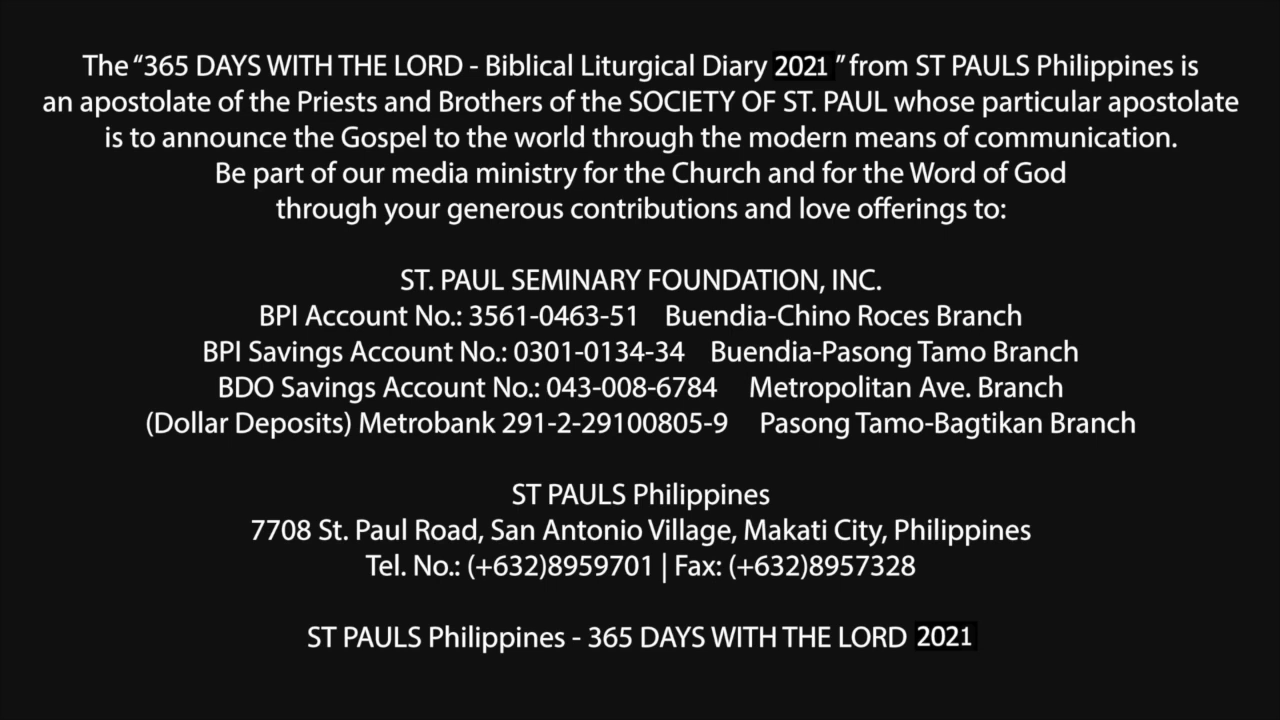 The “365 DAYS WITH THE LORD - Biblical Liturgical Diary 2021 ” from ST PAULS Philippines is
an apostolate of the Priests and Brothers of the SOCIETY OF ST. PAUL whose particular apostolate
is to announce the Gospel to the world through the modern means of communication.
Be part of our media ministry for the Church and for the Word of God
through your generous contributions and love offerings to:
ST. PAUL SEMINARY FOUNDATION, INC.
BPI Account No.: 3561-0463-51 Buendia-Chino Roces Branch
BPI Savings Account No.: 0301-0134-34 Buendia-Pasong Tamo Branch
BDO Savings Account No.: 043-008-6784 Metropolitan Ave. Branch
(Dollar Deposits) Metrobank 291-2-29100805-9 Pasong Tamo-Bagtikan Branch
ST PAULS Philippines
7708 St. Paul Road, San Antonio Village, Makati City, Philippines
Tel. No.: (+632)8959701 | Fax: (+632)8957328
ST PAULS Philippines - 365 DAYS WITH THE LORD 2021